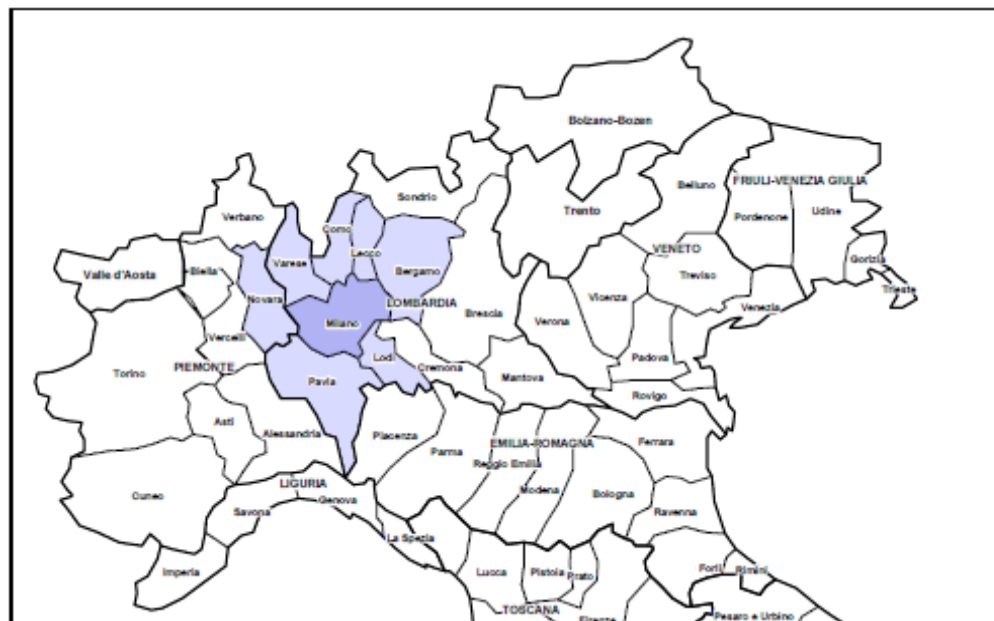 Bolzano-Bozen
Belluno
FRIULI-VENEZIA GIULIA
Sondrio
Verbano
Trento
Pordenone
Udine
Como
Lecco
Varese
Bergamo
VENETO
Gorizia
Valle d'Aosta
Biella
Treviso
Trieste
Novara
LOMBARDIA
Vicenza
Venezia
Milano
Brescia
Verona
Vercelli
Padova
Lodi
Torino
PIEMONTE
Cremona
Pavia
Mantova
Rovigo
Asti
Alessandria
Piacenza
EMILIA-ROMAGNA
Ferrara
Parma
Reggio Emilia
LIGURIA
Modena
Cuneo
Genova
Bologna
Savona
Ravenna
La Spezia
Imperia
Lucca
Pistoia
Prato
Forlì
Rimini
TOSCANA
Firenze
Pesaro e Urbino